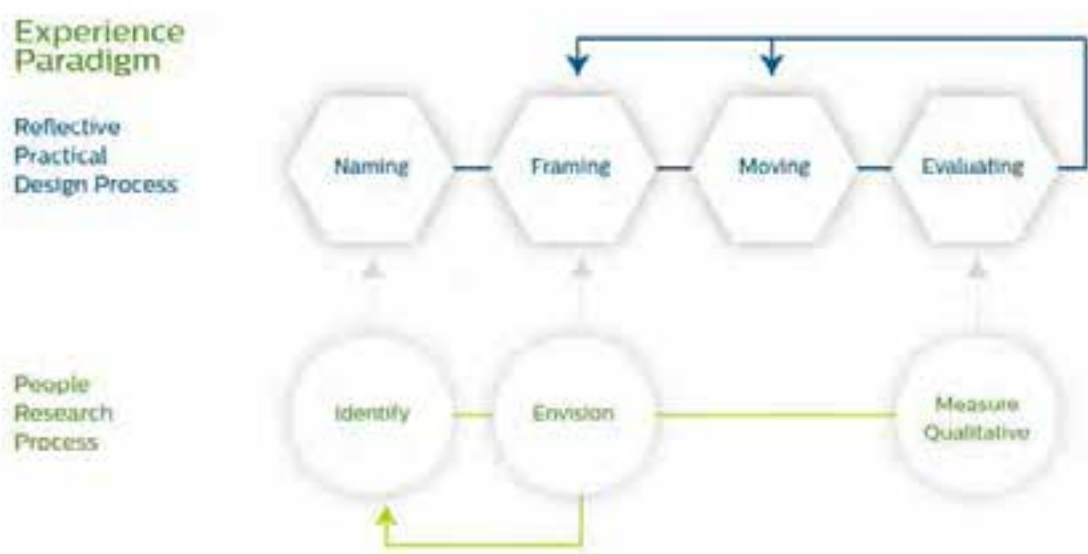 Experience
Paradigm
Reflective
Practical
Design Process
Naming
Framing
Moving
Evaluating
People
Research
Process
Identify
Envision
Measure
Qualitative